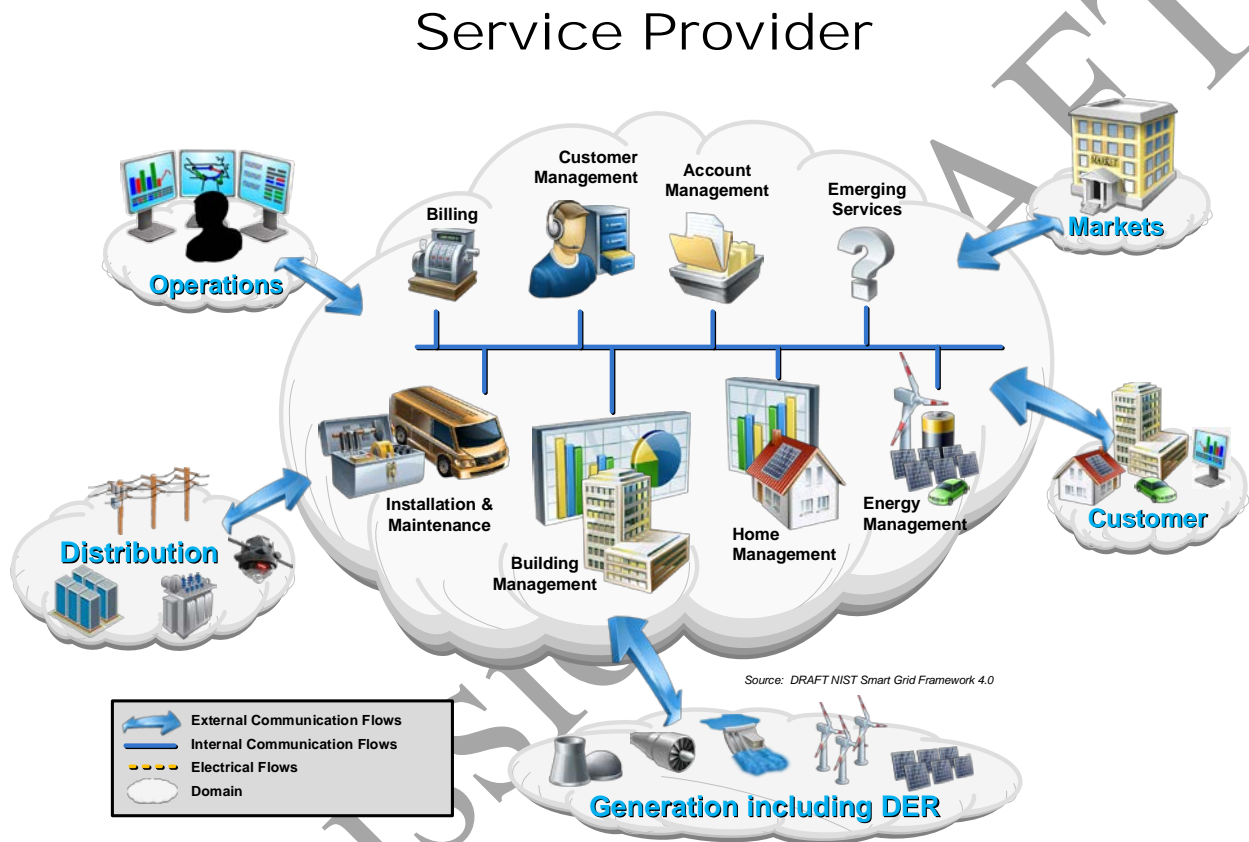 Service Provider
Customer
Management
Account
Management
Emerging
Services
Billing
MARKET
Markets
Operations
Installation &
Maintenance
Building
Management
Home
Management
Energy
Management
Customer
Distribution
Source:  DRAFT NIST Smart Grid Framework 4.0
External Communication Flows
Internal Communication Flows
Electrical Flows
Domain
Generation including DER